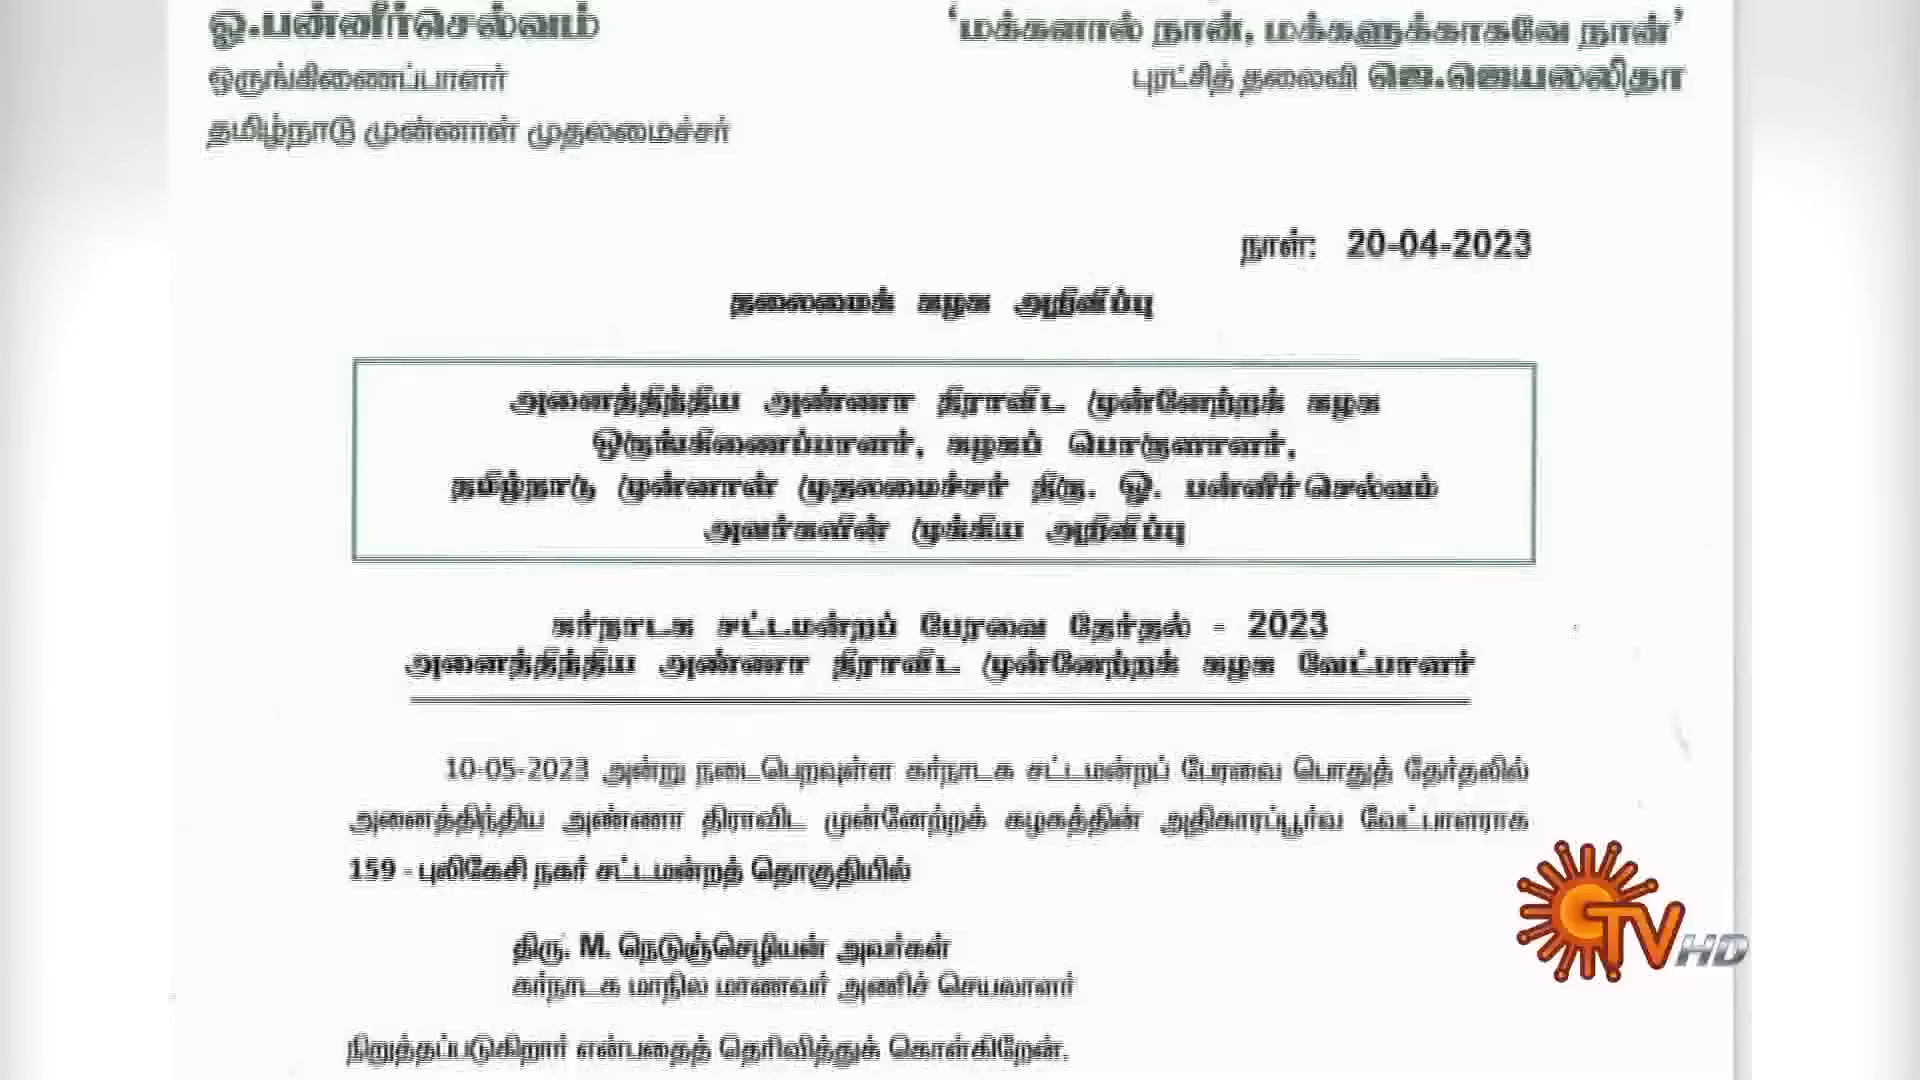 ஓ.பன்னீர்செல்வம்
ஒருங்கிணைப்பாளர்
தமிழ்நாடு முன்னாள் முதலமைச்சர்
'மக்களால் நான், மக்களுக்காகவே நான்'
புரட்சித் தலைவி ஜெ.ஜெயலலிதா
நாள்: 20-04-2023
தலைமைக் கழக அறிவிப்பு
அனைத்திந்திய அண்ணா திராவிட முன்னேற்றக் கழக
ஒருங்கிணைப்பாளர், கழகப் பொருளாளர்,
தமிழ்நாடு முன்னாள் முதலமைச்சர் திரு. ஓ. பன்னீர்செல்வம்
அவர்களின் முக்கிய அறிவிப்பு
கர்நாடக சட்டமன்றப் பேரவை தேர்தல் - 2023
அனைத்திந்திய அண்ணா திராவிட முன்னேற்றக் கழக வேட்பாளர்
10-05-2023 அன்று நடைபெறவுள்ள கர்நாடக சட்டமன்றப் பேரவை பொதுத் தேர்தலில்
அனைத்திந்திய அண்ணா திராவிட முன்னேற்றக் கழகத்தின் அதிகாரப்பூர்வ வேட்பாளராக
159 - புலிகேசி நகர் சட்டமன்றத் தொகுதியில்
திரு. M. நெடுஞ்செழியன் அவர்கள்
கர்நாடக மாநில மாணவர் அணிச் செயலாளர்
நிறுத்தப்படுகிறார் என்பதைத் தெரிவித்துக் கொள்கிறேன்.
TV HD